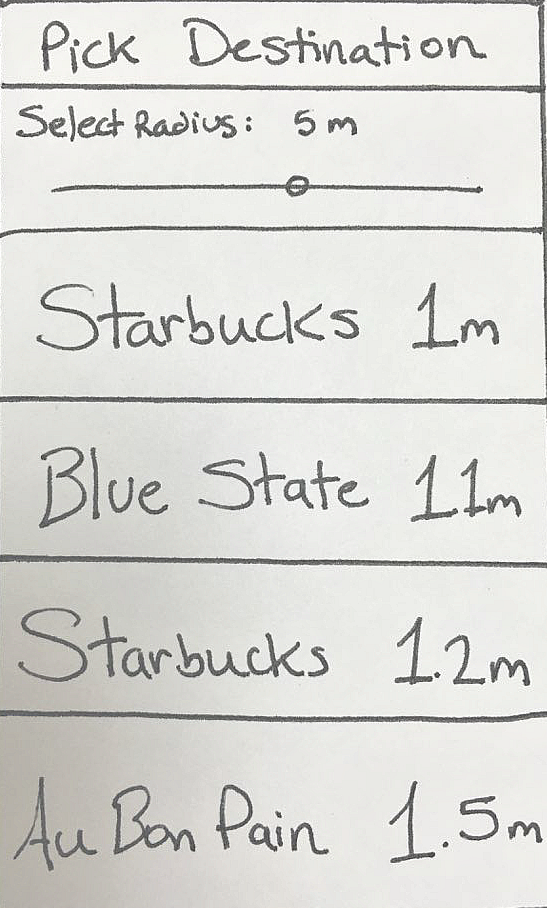 Pick Destination
Select Radius: 5 m
Starbucks 1m
Blue State 11m
Starbucks 1.2m
Au Bon Pain 1.5m